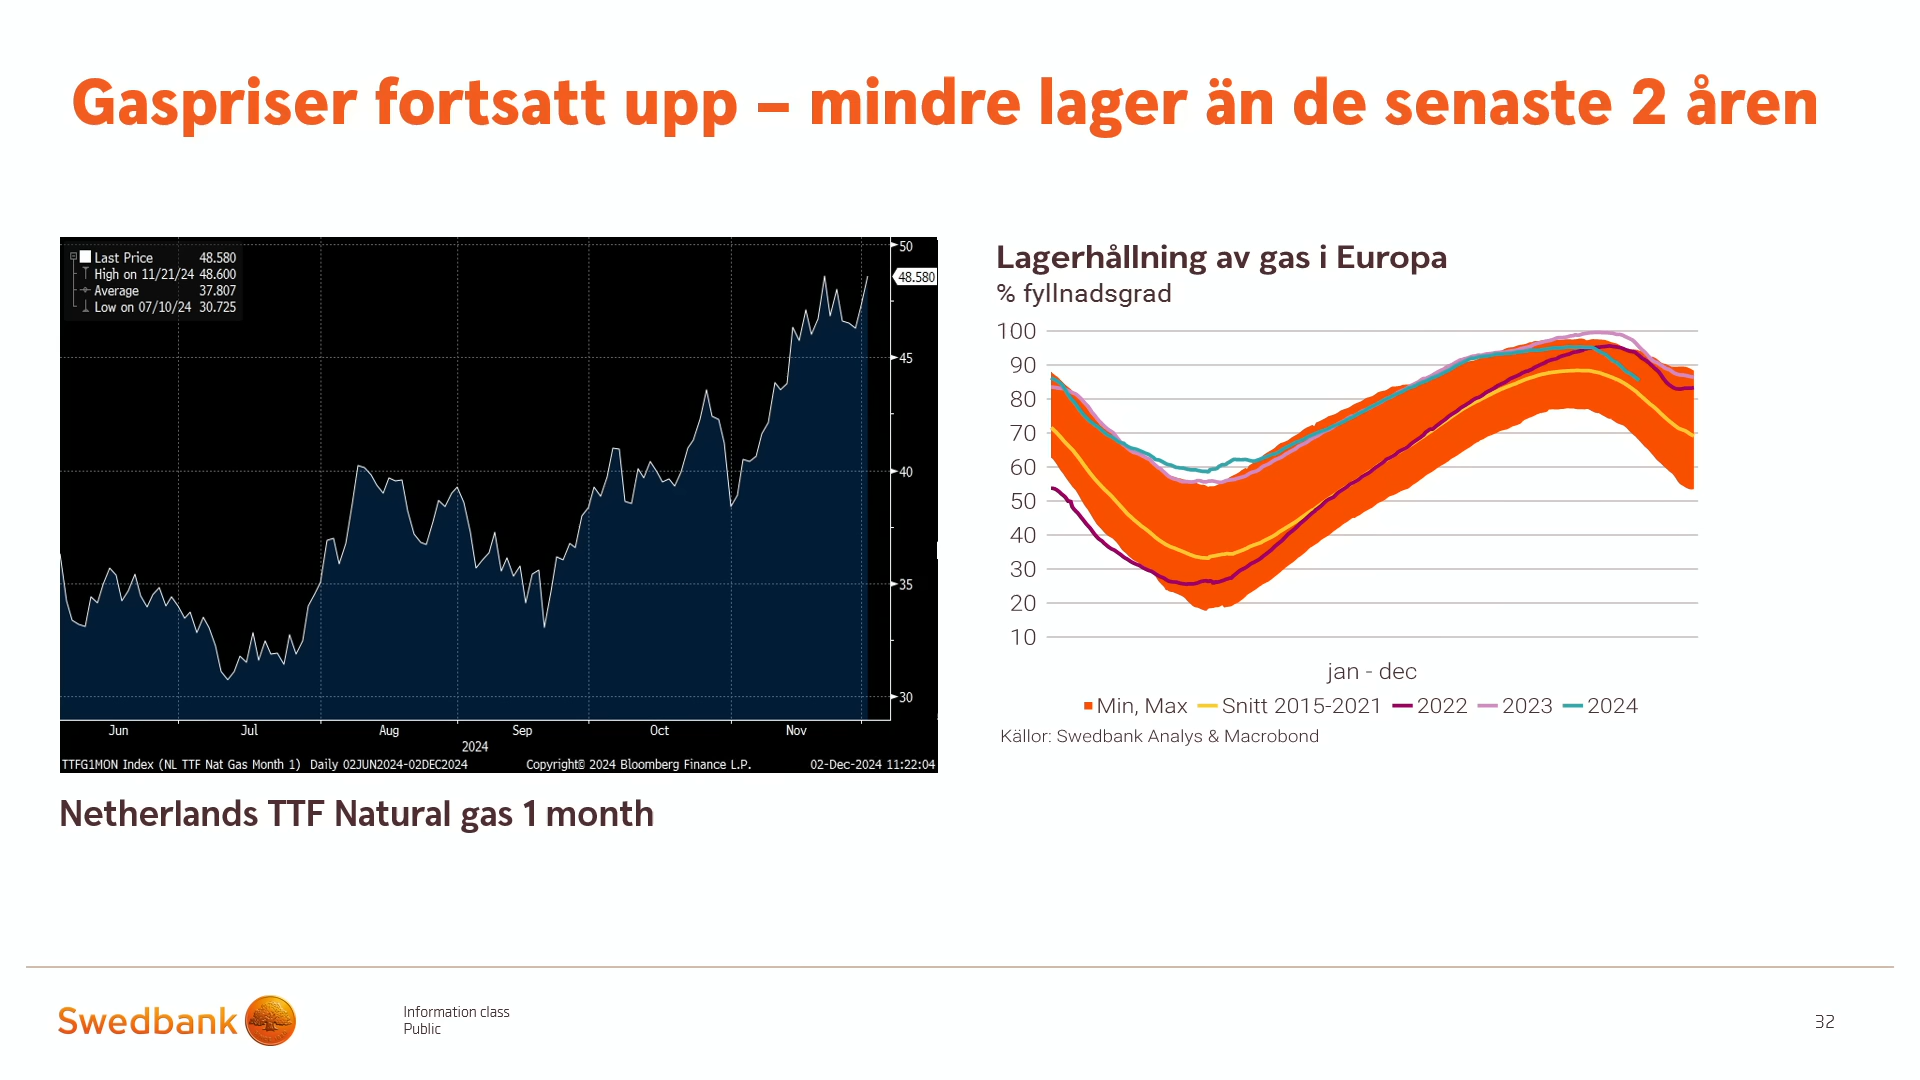 Gaspriser fortsatt upp – mindre lager än de senaste 2 åren
Last Price 48.580
High on 11/21/24 48.600
Average 37.807
Low on 07/10/24 30.725
50
48.580
45
40
35
30
Jun Jul Aug Sep Oct Nov
2024
TTFG1MON Index (NL TTF Nat Gas Month 1) Daily 02JUN2024-02DEC2024 Copyright© 2024 Bloomberg Finance L.P. 02-Dec-2024 11:22:04
Netherlands TTF Natural gas 1 month
Lagerhållning av gas i Europa
% fyllnadsgrad
100
90
80
70
60
50
40
30
20
10
jan - dec
Min, Max Snitt 2015-2021 2022 2023 2024
Källor: Swedbank Analys & Macrobond
Swedbank
Information class
Public
32